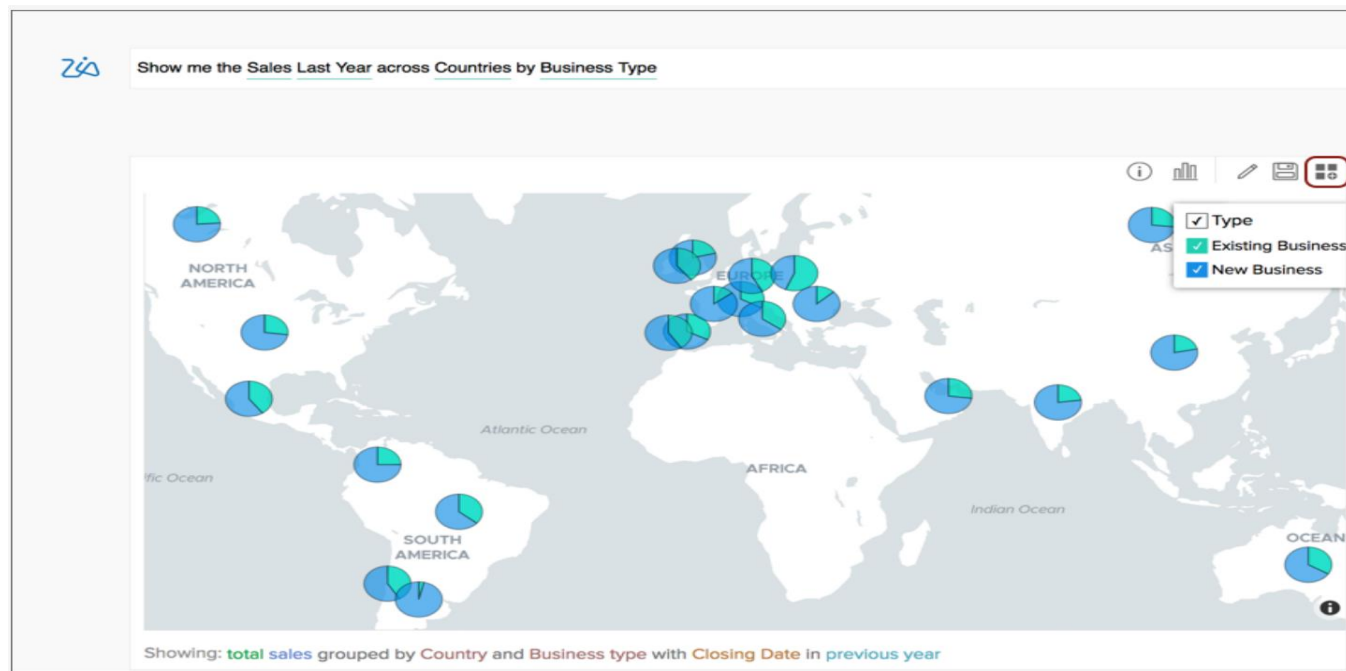 Zia
Show me the Sales Last Year across Countries by Business Type
Type
Existing Business
New Business
NORTH
AMERICA
EUROPE
AS
Atlantic Ocean
ific Ocean
AFRICA
Indian Ocean
SOUTH
AMERICA
OCEAN
Showing: total sales grouped by Country and Business type with Closing Date in previous year